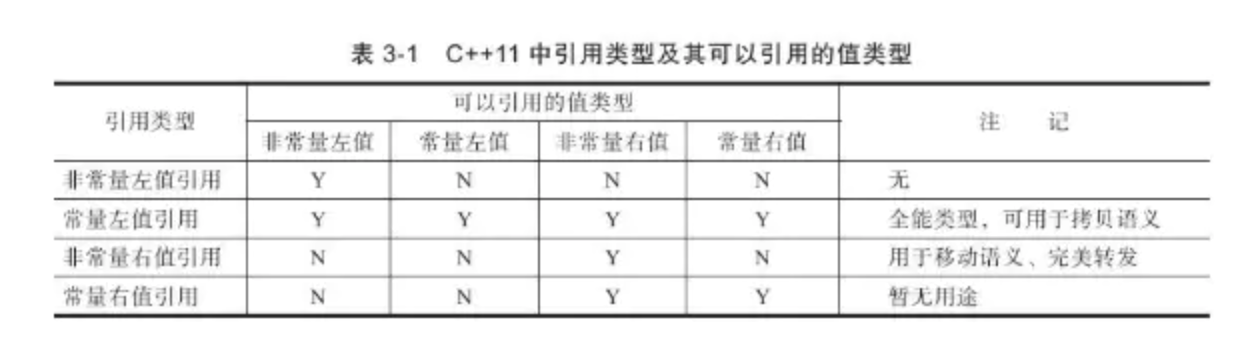 表 3-1 C++11 中引用类型及其可以引用的值类型
引用类型 可以引用的值类型 注 记
非常量左值 常量左值 非常量右值 常量右值
非常量左值引用 Y N N N 无
常量左值引用 Y Y Y Y 全能类型，可用于拷贝语义
非常量右值引用 N N Y N 用于移动语义、完美转发
常量右值引用 N N Y Y 暂无用途